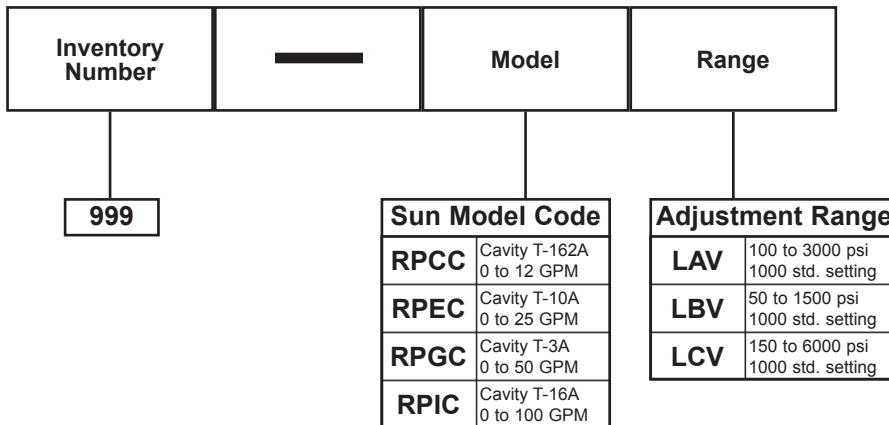 Inventory
Number
Model
Range
999
Sun Model Code
RPCC
Cavity T-162A
0 to 12 GPM
RPEC
Cavity T-10A
0 to 25 GPM
RPGC
Cavity T-3A
0 to 50 GPM
RPIC
Cavity T-16A
0 to 100 GPM
Adjustment Range
LAV
100 to 3000 psi
1000 std. setting
LBV
50 to 1500 psi
1000 std. setting
LCV
150 to 6000 psi
1000 std. setting